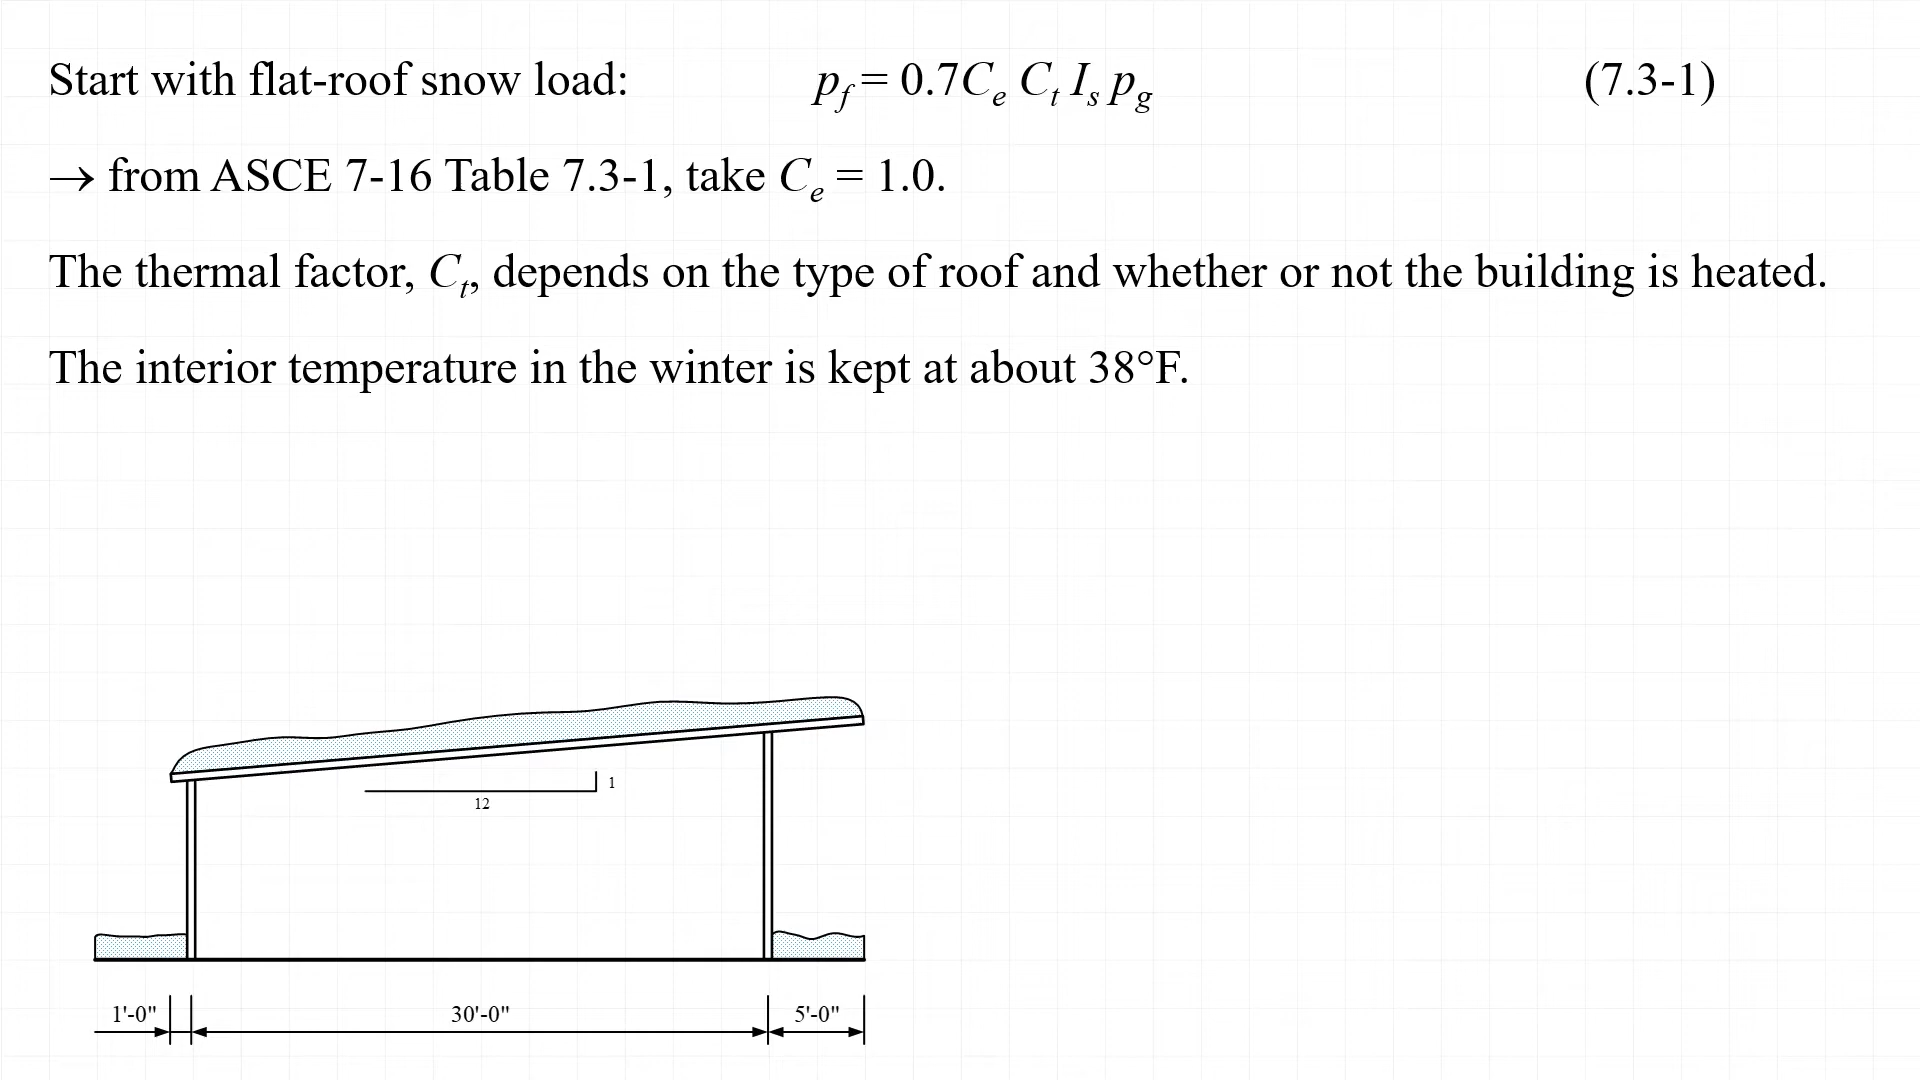 Start with flat-roof snow load: p_f = 0.7C_e C_t I_s p_g (7.3-1)
→ from ASCE 7-16 Table 7.3-1, take C_e = 1.0.
The thermal factor, C_t, depends on the type of roof and whether or not the building is heated.
The interior temperature in the winter is kept at about 38°F.
1
12
1'-0" 30'-0" 5'-0"